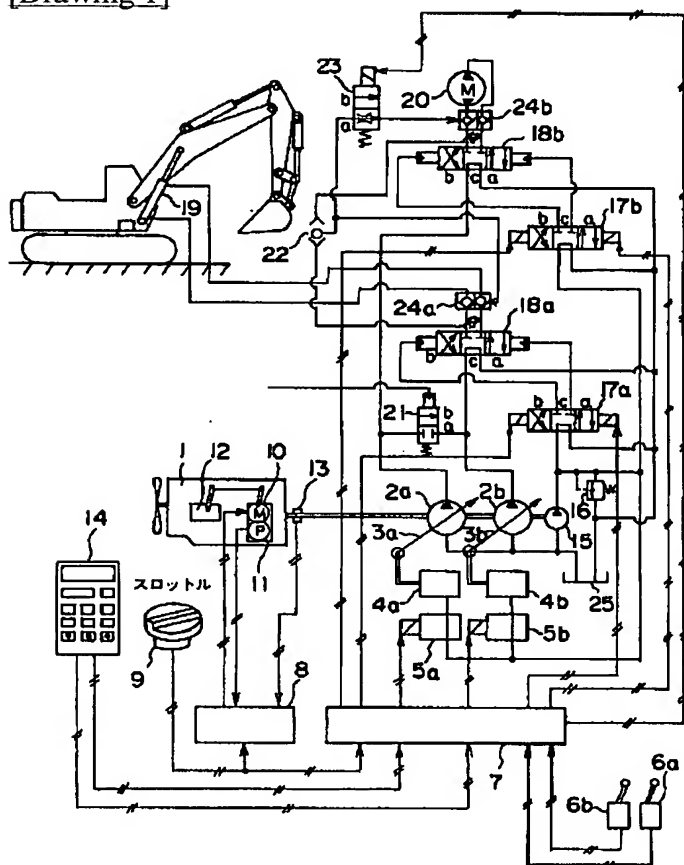 [Drawing 1]
23
b
a
M
20
24b
18b
b
c
a
17b
b
c
a
19
22
24a
18a
b
c
a
17a
b
c
a
21
b
a
1
12
10
13
M
P
11
2a
2b
16
15
3a
3b
25
14
スロットル
9
4a
4b
5a
5b
8
7
6b
6a